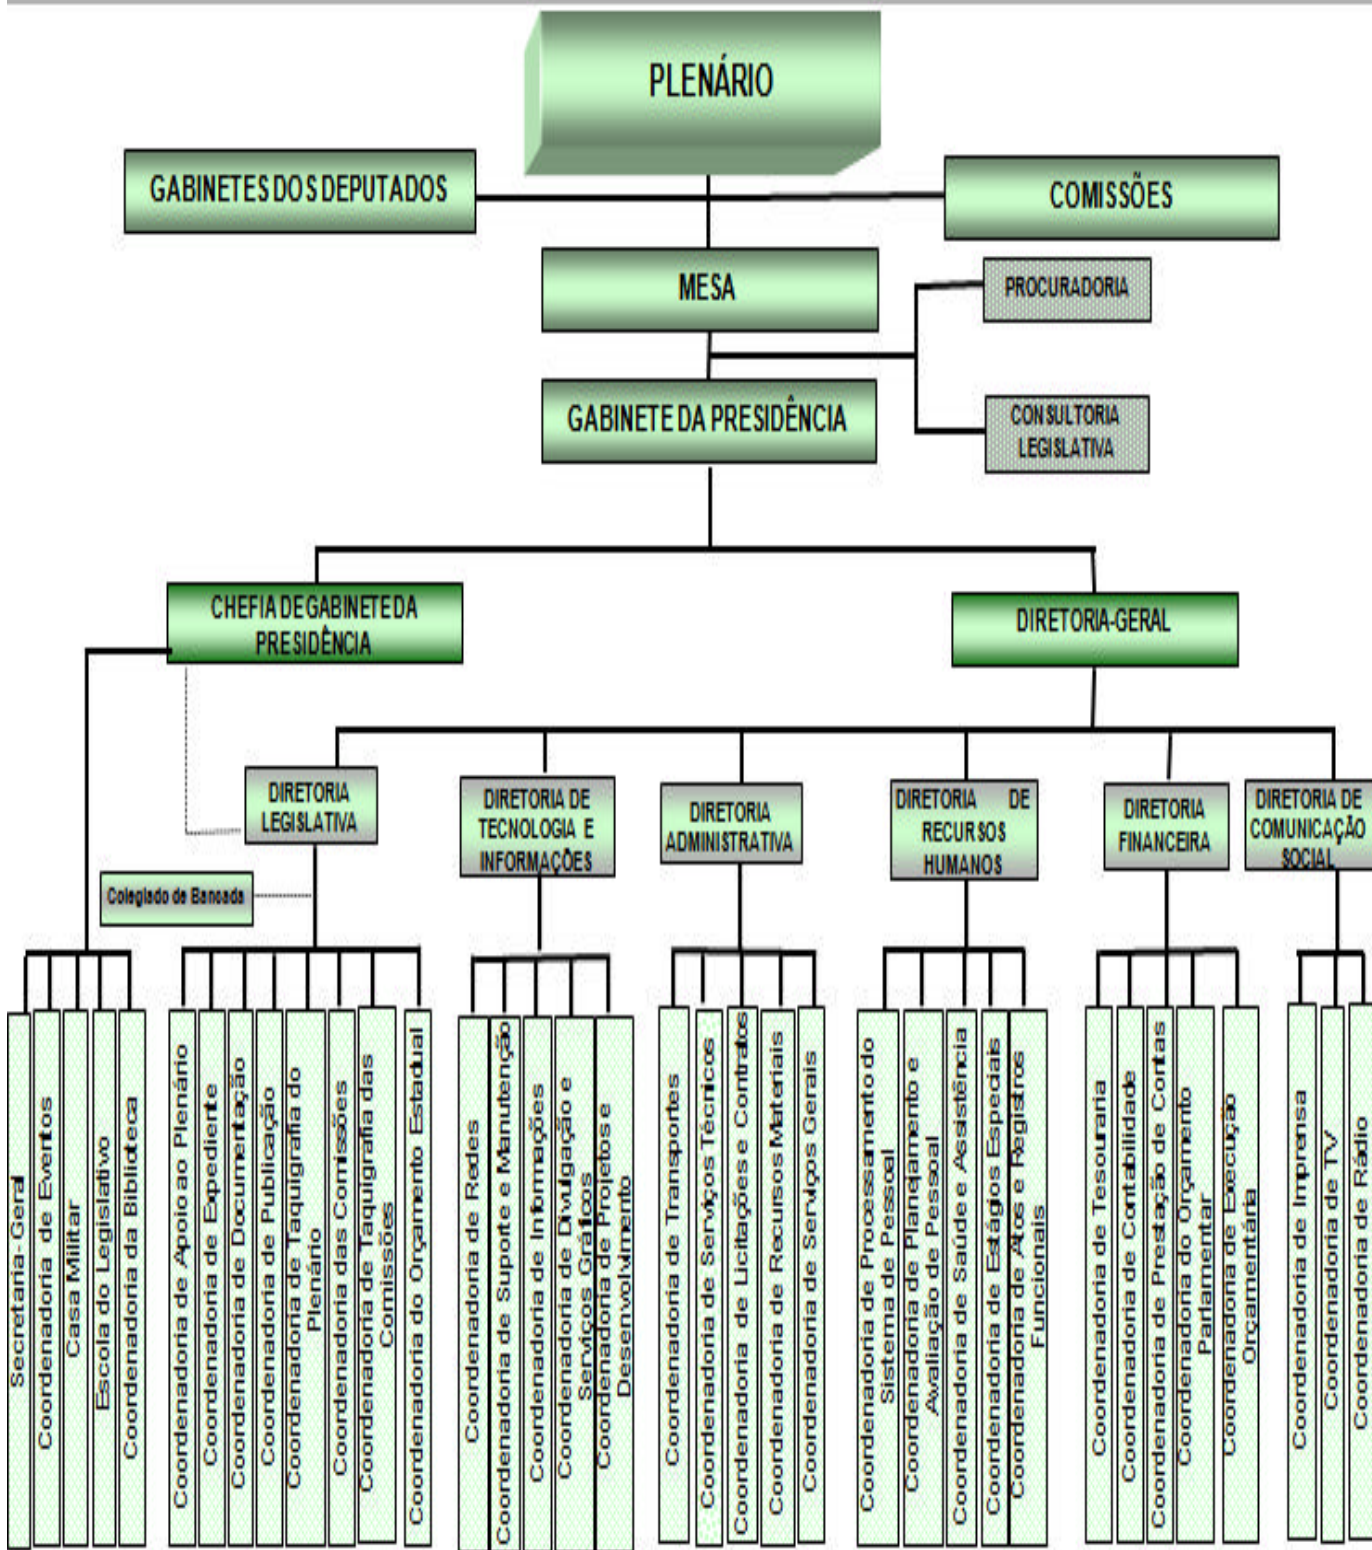 PLENÁRIO
GABINETES DOS DEPUTADOS
COMISSÕES
MESA
PROCURADORIA
GABINETE DA PRESIDÊNCIA
CONSULTORIA
LEGISLATIVA
CHEFIA DE GABINETE DA
PRESIDÊNCIA
DIRETORIA-GERAL
DIRETORIA
LEGISLATIVA
DIRETORIA DE
TECNOLOGIA E
INFORMAÇÕES
DIRETORIA
ADMINISTRATIVA
DIRETORIA DE
RECURSOS
HUMANOS
DIRETORIA
FINANCEIRA
DIRETORIA DE
COMUNICAÇÃO
SOCIAL
Colegiado de Bancada
Secretaria-Geral
Coordenadoria de Eventos
Casa Militar
Escola do Legislativo
Coordenadoria da Biblioteca
Coordenadoria de Apoio ao Plenário
Coordenadoria de Expediente
Coordenadoria de Documentação
Coordenadoria de Publicação
Coordenadoria de Taquigrafia do
Plenário
Coordenadoria das Comissões
Coordenadoria de Taquigrafia das
Comissões
Coordenadoria do Orçamento Estadual
Coordenadoria de Redes
Coordenadoria de Suporte e Manutenção
Coordenadoria de Informações
Coordenadoria de Divulgação e
Serviços Gráficos
Coordenadoria de Projetos e
Desenvolvimento
Coordenadoria de Transportes
Coordenadoria de Serviços Técnicos
Coordenadoria de Licitações e Contratos
Coordenadoria de Recursos Materiais
Coordenadoria de Serviços Gerais
Coordenadoria de Processamento do
Sistema de Pessoal
Coordenadoria de Planejamento e
Avaliação de Pessoal
Coordenadoria de Saúde e Assistência
Coordenadoria de Estágios Especiais
Coordenadoria de Atos e Registros
Funcionais
Coordenadoria de Tesouraria
Coordenadoria de Contabilidade
Coordenadoria de Prestação de Contas
Coordenadoria do Orçamento
Parlamentar
Coordenadoria de Execução
Orçamentária
Coordenadoria de Imprensa
Coordenadoria de TV
Coordenadoria de Rádio